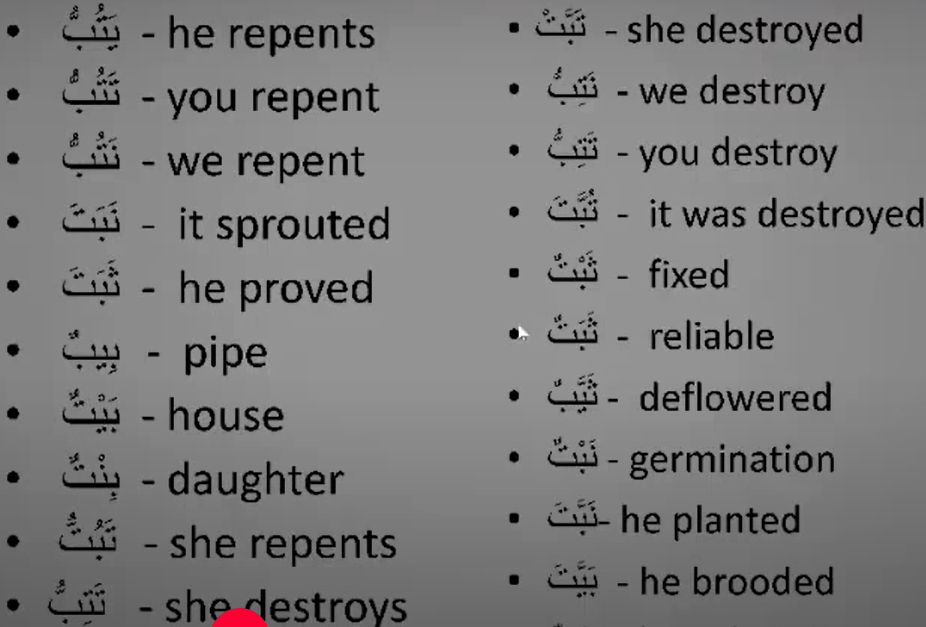 • يَتُبُّ - he repents
• تَتُبُّ - you repent
• نَتُبُّ - we repent
• نَبَتَ - it sprouted
• ثَبَتَ - he proved
• بِيبٌ - pipe
• بَيْتٌ - house
• بِنْتٌ - daughter
• تَبُتُّ - she repents
• تَتِبُّ - she destroys
• تَبَّتْ - she destroyed
• نَتِبُّ - we destroy
• تَتِبُّ - you destroy
• تُبَّتَ - it was destroyed
• ثَبْتٌ - fixed
• ثَبَتٌ - reliable
• ثَيِّبٌ - deflowered
• نَبْتٌ - germination
• نَبَّتَ - he planted
• بَيَّتَ - he brooded